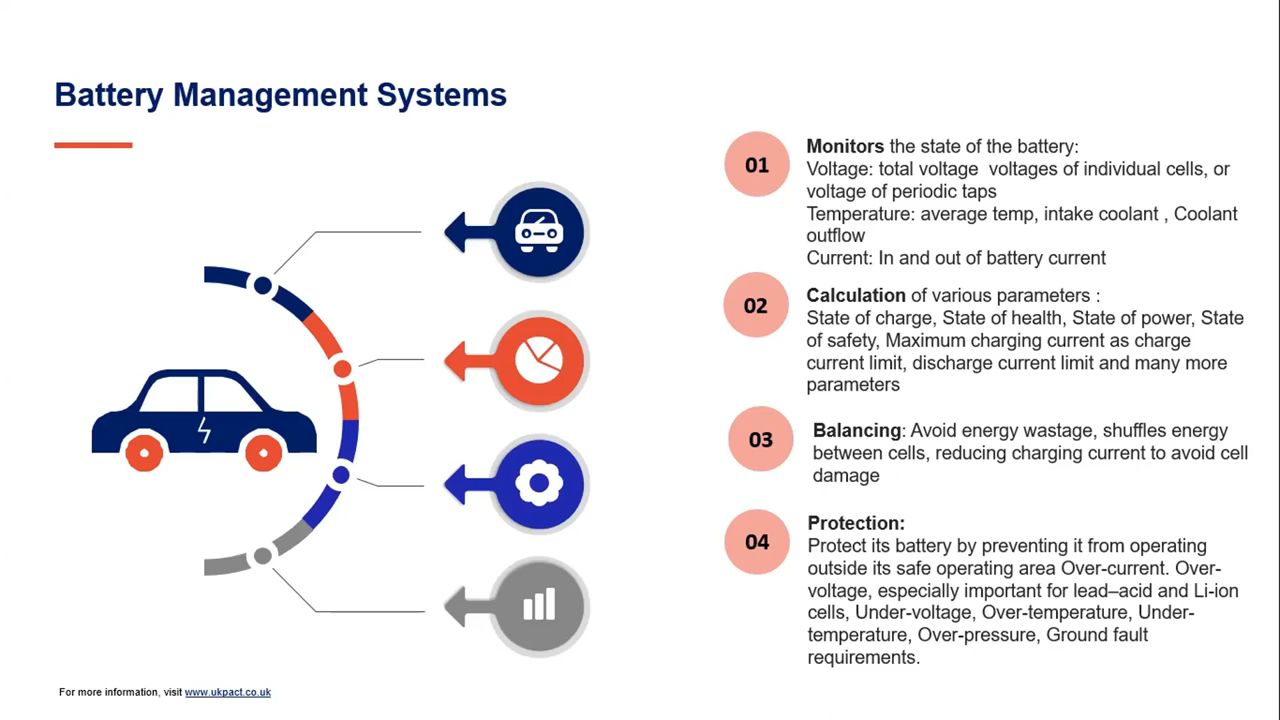 Battery Management Systems
01
Monitors the state of the battery:
Voltage: total voltage  voltages of individual cells, or
voltage of periodic taps
Temperature: average temp, intake coolant , Coolant
outflow
Current: In and out of battery current
02
Calculation of various parameters :
State of charge, State of health, State of power, State
of safety, Maximum charging current as charge
current limit, discharge current limit and many more
parameters
03
Balancing: Avoid energy wastage, shuffles energy
between cells, reducing charging current to avoid cell
damage
04
Protection:
Protect its battery by preventing it from operating
outside its safe operating area Over-current. Over-
voltage, especially important for lead–acid and Li-ion
cells, Under-voltage, Over-temperature, Under-
temperature, Over-pressure, Ground fault
requirements.
For more information, visit www.ukpact.co.uk